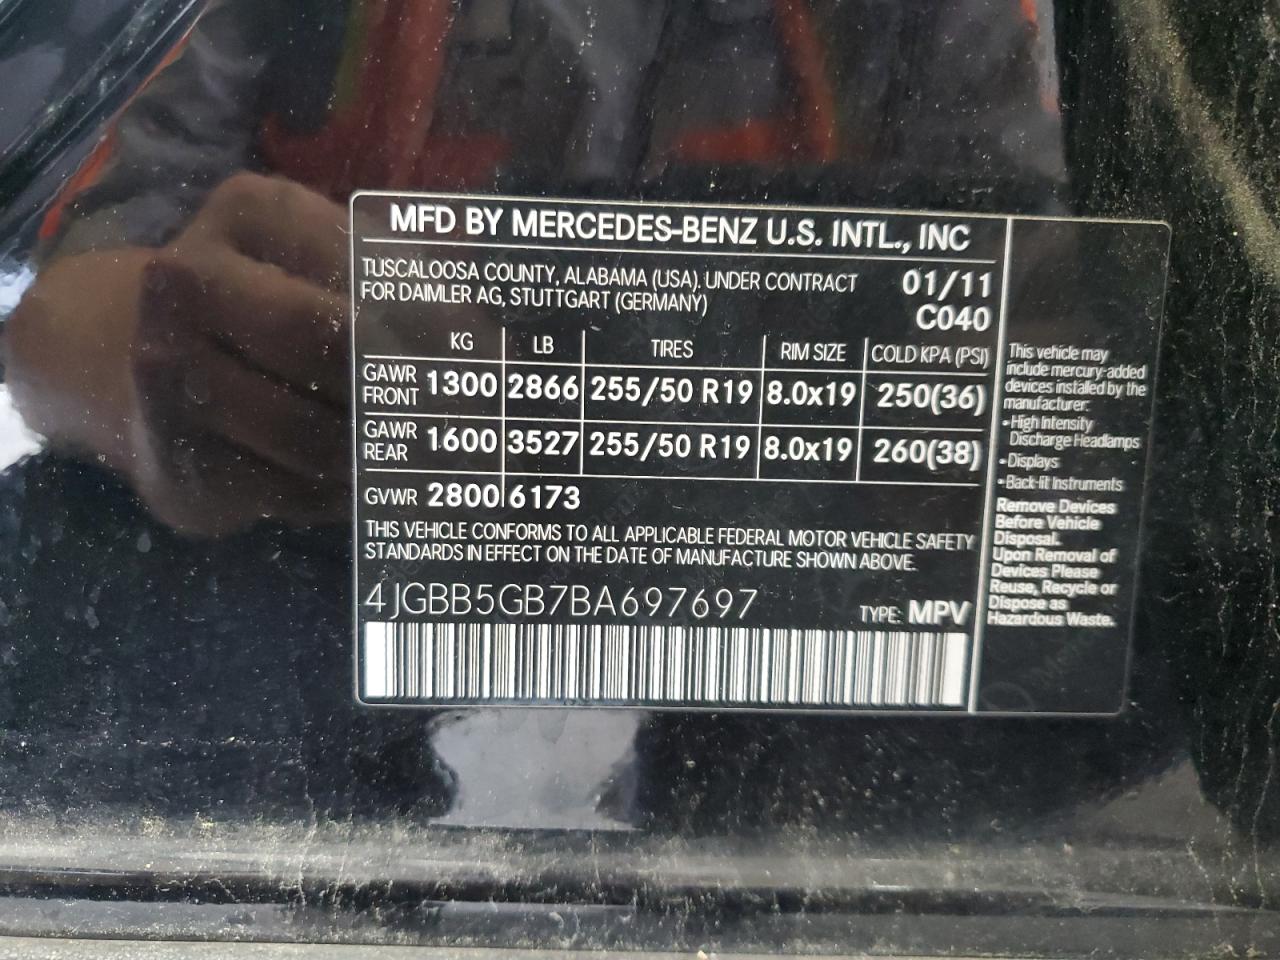 MFD BY MERCEDES-BENZ U.S. INTL., INC
TUSCALOOSA COUNTY, ALABAMA (USA), UNDER CONTRACT
FOR DAIMLER AG, STUTTGART (GERMANY)
01/11
C040
KG LB TIRES RIM SIZE COLD KPA (PSI)
GAWR
FRONT 1300 2866 255/50 R19 8.0x19 250(36)
GAWR
REAR 1600 3527 255/50 R19 8.0x19 260(38)
GVWR 2800 6173
THIS VEHICLE CONFORMS TO ALL APPLICABLE FEDERAL MOTOR VEHICLE SAFETY
STANDARDS IN EFFECT ON THE DATE OF MANUFACTURE SHOWN ABOVE.
4JGBB5GB7BA697697 TYPE: MPV
This vehicle may
include mercury-added
devices installed by the
manufacturer:
• High Intensity
Discharge Headlamps
• Displays
• Back-lit Instruments
Remove Devices
Before Vehicle
Disposal.
Upon Removal of
Devices Please
Reuse, Recycle or
Dispose as
Hazardous Waste.